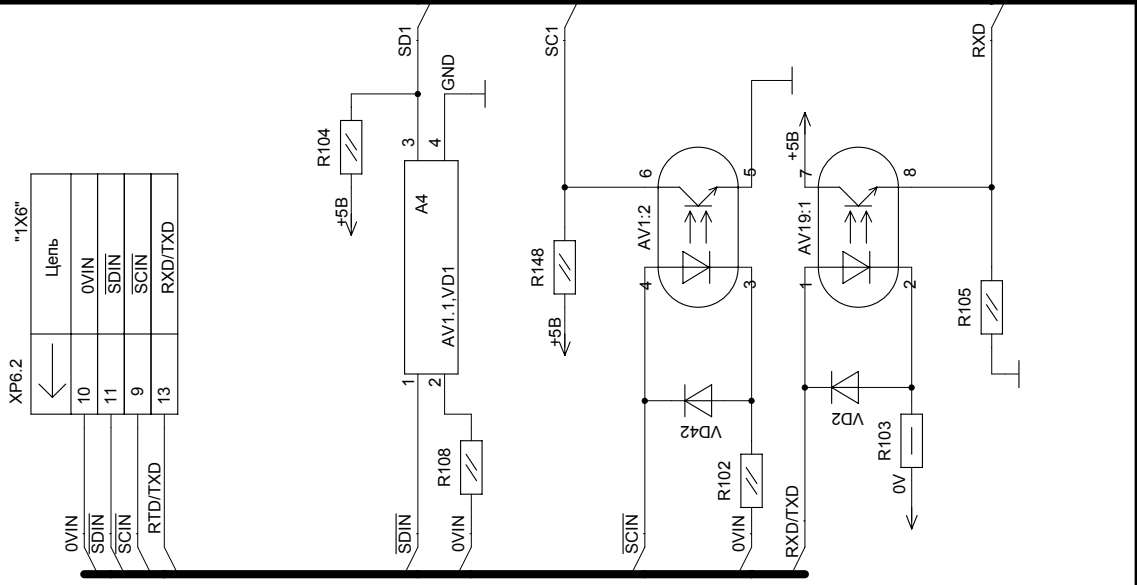 XP6.2
"1X6"
Цепь
10
0VIN
11
SDIN
9
SCIN
13
RXD/TXD
0VIN
SDIN
SCIN
RTD/TXD
SD1
R104
+5В
3
4
GND
A4
AV1.1,VD1
1
2
R108
SDIN
0VIN
SC1
R148
+5В
6
5
AV1:2
4
3
VD42
R102
SCIN
0VIN
RXD
+5В
7
8
AV19:1
1
2
VD2
R103
0V
R105
RXD/TXD